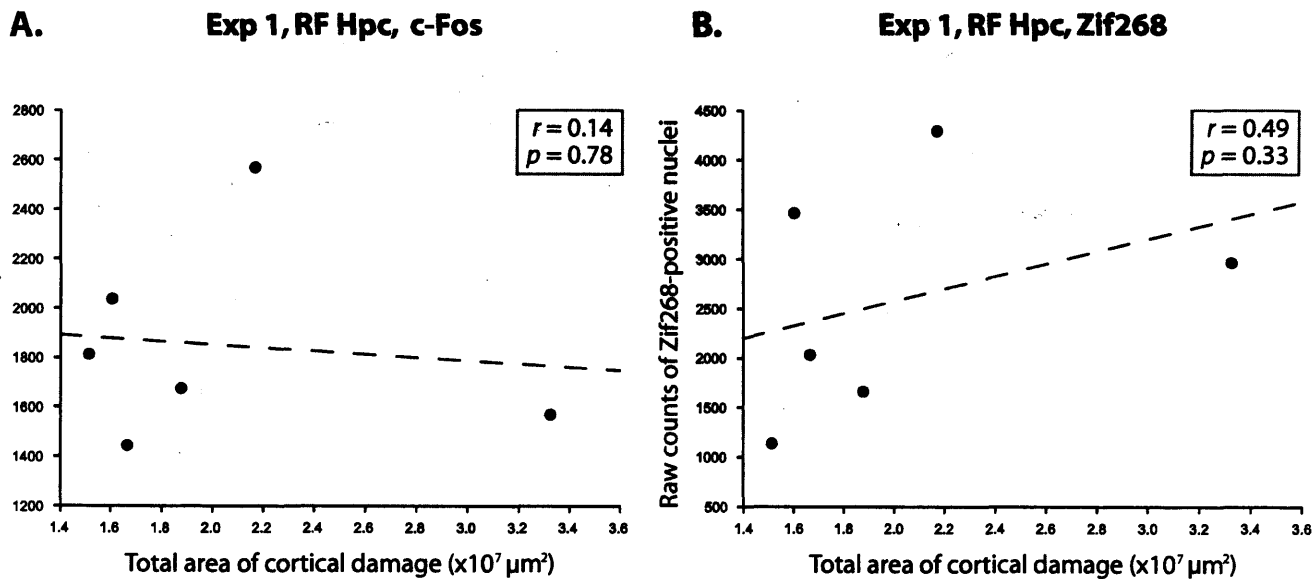 A. Exp 1, RF Hpc, c-Fos
r = 0.14
p = 0.78
2800
2600
2400
2200
2000
1800
1600
1400
1200
1.4 1.6 1.8 2.0 2.2 2.4 2.6 2.8 3.0 3.2 3.4 3.6
Total area of cortical damage (x10⁷ µm²)
B. Exp 1, RF Hpc, Zif268
r = 0.49
p = 0.33
Raw counts of Zif268-positive nuclei
4500
4000
3500
3000
2500
2000
1500
1000
500
1.4 1.6 1.8 2.0 2.2 2.4 2.6 2.8 3.0 3.2 3.4 3.6
Total area of cortical damage (x10⁷ µm²)